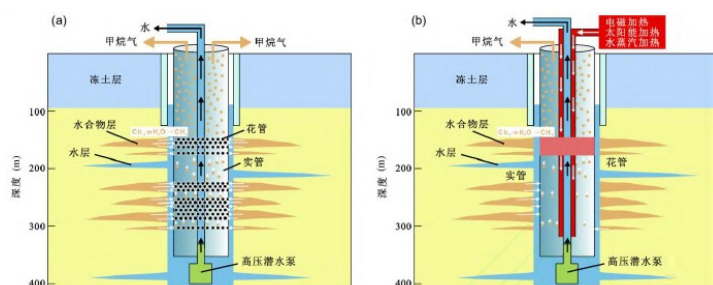 (a)
水
甲烷气
甲烷气
冻土层
100
水合物层
CH₄·nH₂O→CH₄
花管
水层
200
实管
深度 (m)
300
高压潜水泵
400
(b)
水
电磁加热
太阳能加热
水蒸汽加热
甲烷气
冻土层
100
水合物层
CH₄·nH₂O→CH₄
水层
花管
200
实管
深度 (m)
300
高压潜水泵
400